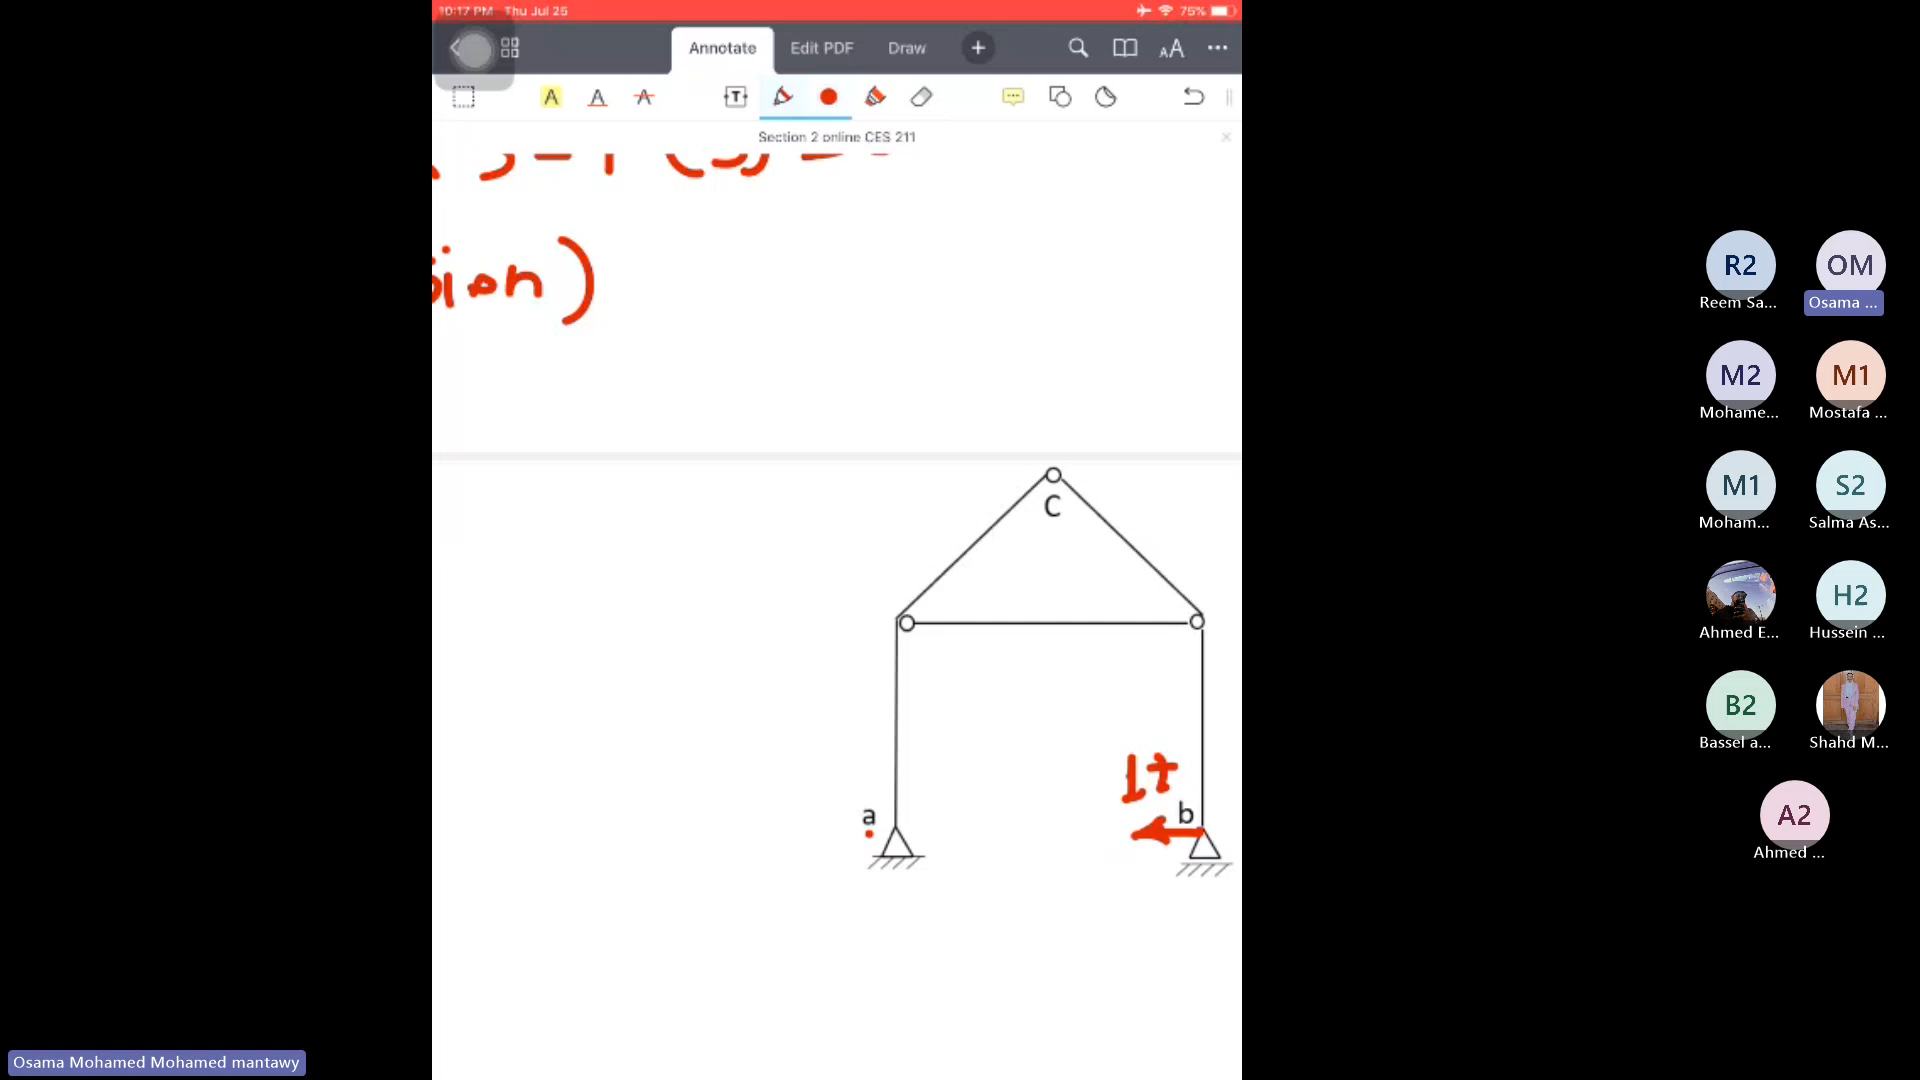 10:17 PM Thu Jul 25
75%
Annotate Edit PDF Draw
AA
A A A T
Section 2 online CES 211
ion)
C
1t
a
b
R2 OM
Reem Sa... Osama ...
M2 M1
Mohame... Mostafa ...
M1 S2
Moham... Salma As...
H2
Ahmed E... Hussein ...
B2
Bassel a... Shahd M...
A2
Ahmed ...
Osama Mohamed Mohamed mantawy